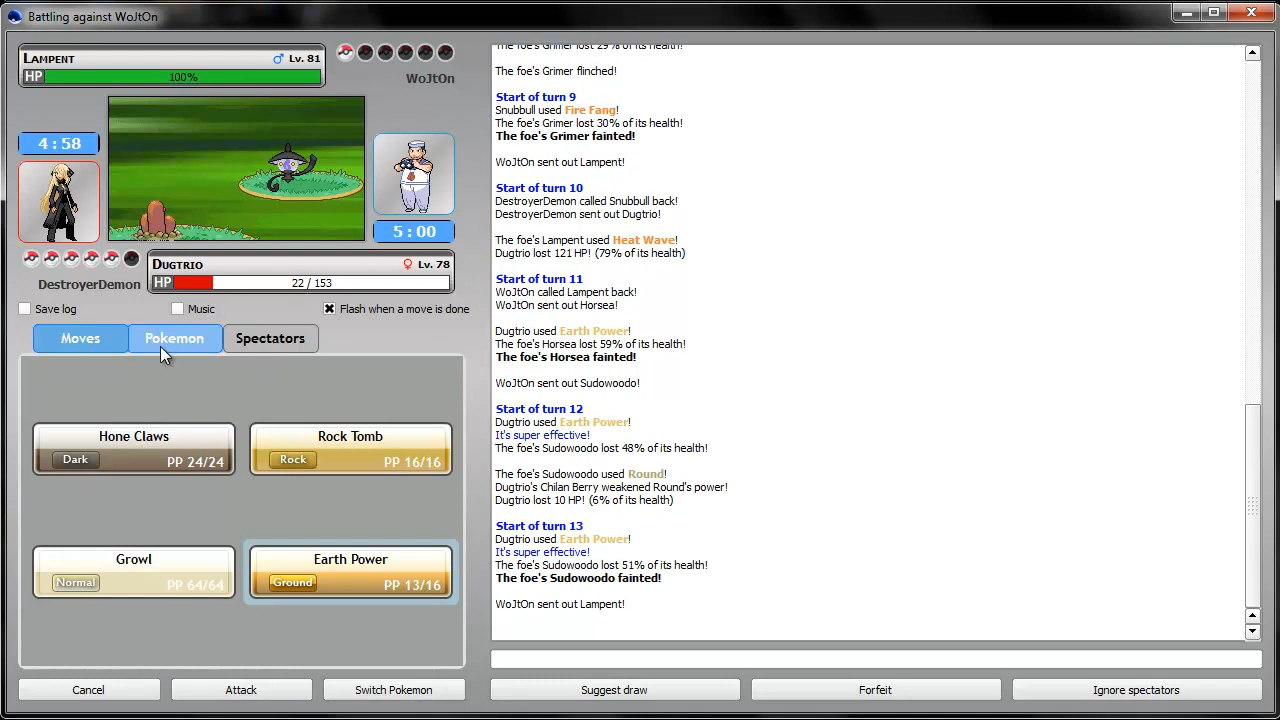 Battling against WoJtOn
LAMPENT ♂ Lv. 81
HP 100%
WoJtOn
4:58
5:00
DUGTRIO ♀ Lv. 78
HP 22 / 153
DestroyerDemon
Save log
Music
Flash when a move is done
Moves
Pokemon
Spectators
Hone Claws
Dark PP 24/24
Rock Tomb
Rock PP 16/16
Growl
Normal PP 64/64
Earth Power
Ground PP 13/16
Cancel
Attack
Switch Pokemon
The foe's Grimer lost 29% of its health!
The foe's Grimer flinched!
Start of turn 9
Snubbull used Fire Fang!
The foe's Grimer lost 30% of its health!
The foe's Grimer fainted!
WoJtOn sent out Lampent!
Start of turn 10
DestroyerDemon called Snubbull back!
DestroyerDemon sent out Dugtrio!
The foe's Lampent used Heat Wave!
Dugtrio lost 121 HP! (79% of its health)
Start of turn 11
WoJtOn called Lampent back!
WoJtOn sent out Horsea!
Dugtrio used Earth Power!
The foe's Horsea lost 59% of its health!
The foe's Horsea fainted!
WoJtOn sent out Sudowoodo!
Start of turn 12
Dugtrio used Earth Power!
It's super effective!
The foe's Sudowoodo lost 48% of its health!
The foe's Sudowoodo used Round!
Dugtrio's Chilan Berry weakened Round's power!
Dugtrio lost 10 HP! (6% of its health)
Start of turn 13
Dugtrio used Earth Power!
It's super effective!
The foe's Sudowoodo lost 51% of its health!
The foe's Sudowoodo fainted!
WoJtOn sent out Lampent!
Suggest draw
Forfeit
Ignore spectators